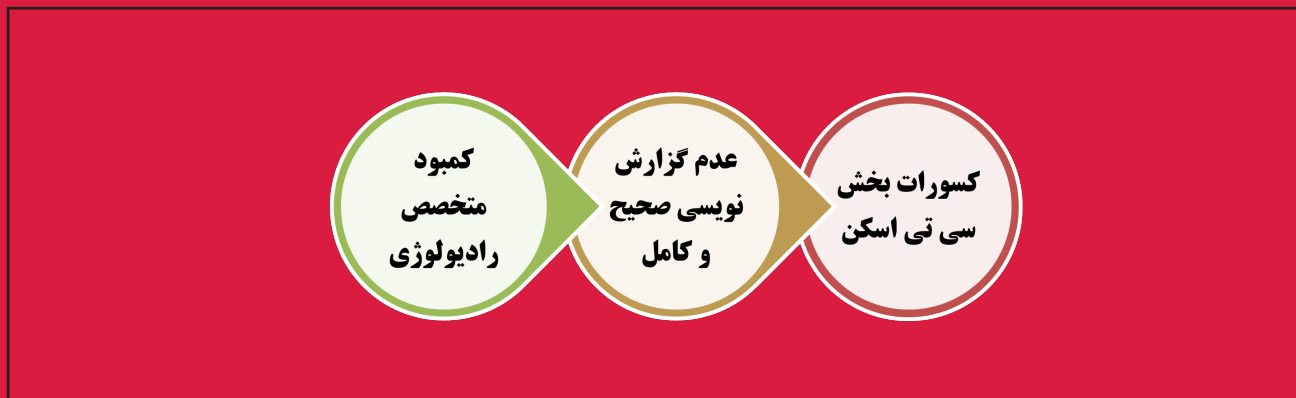 کمبود
متخصص
رادیولوژی
عدم گزارش
نویسی صحیح
و کامل
کسورات بخش
سی تی اسکن